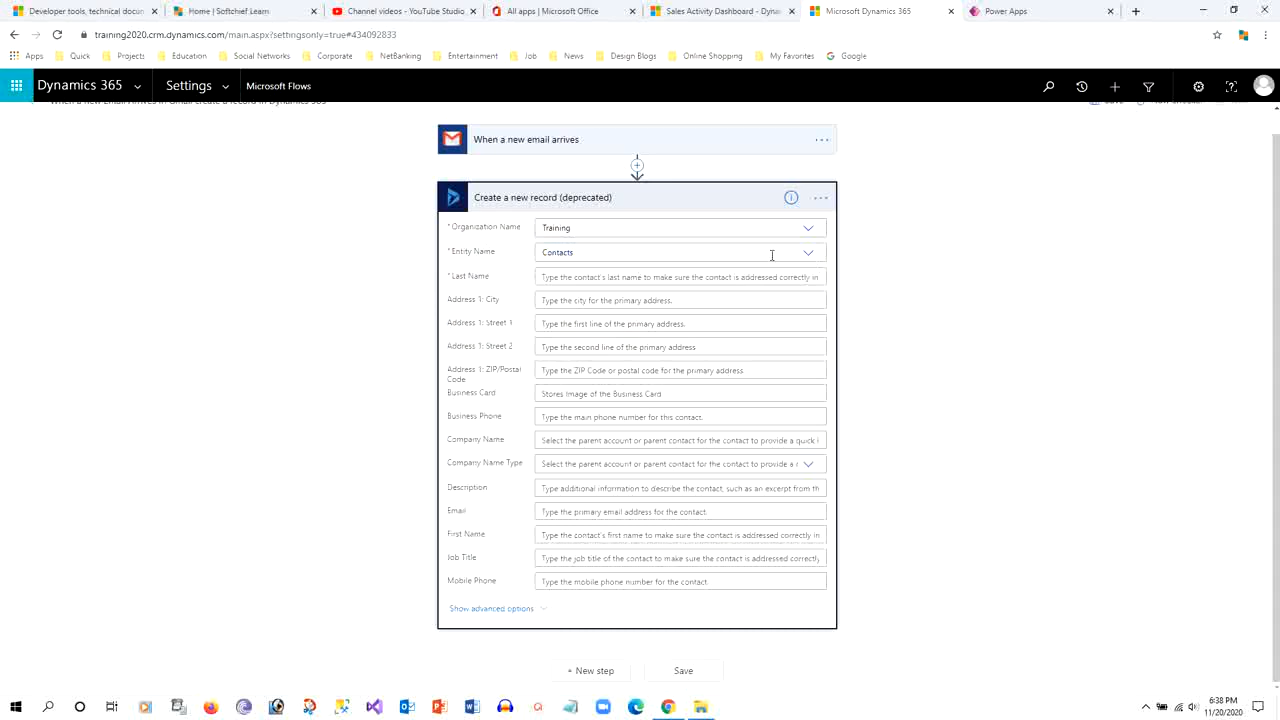 Developer tools, technical docun
Home | Softchief Learn
Channel videos - YouTube Studio
All apps | Microsoft Office
Sales Activity Dashboard - Dynam
Microsoft Dynamics 365
Power Apps
training2020.crm.dynamics.com/main.aspx?settingsonly=true#434092833
Apps
Quick
Projects
Education
Social Networks
Corporate
NetBanking
Entertainment
Job
News
Design Blogs
Online Shopping
My Favorites
Google
Dynamics 365
Settings
Microsoft Flows
When a new email arrives
Create a new record (deprecated)
* Organization Name
Training
* Entity Name
Contacts
* Last Name
Type the contact's last name to make sure the contact is addressed correctly in
Address 1: City
Type the city for the primary address.
Address 1: Street 1
Type the first line of the primary address.
Address 1: Street 2
Type the second line of the primary address
Address 1: ZIP/Postal
Code
Type the ZIP Code or postal code for the primary address
Business Card
Stores Image of the Business Card
Business Phone
Type the main phone number for this contact.
Company Name
Select the parent account or parent contact for the contact to provide a quick i
Company Name Type
Select the parent account or parent contact for the contact to provide a
Description
Type additional information to describe the contact, such as an excerpt from th
Email
Type the primary email address for the contact.
First Name
Type the contact's first name to make sure the contact is addressed correctly in
Job Title
Type the job title of the contact to make sure the contact is addressed correctly
Mobile Phone
Type the mobile phone number for the contact.
Show advanced options
+ New step
Save
6:38 PM
11/20/2020